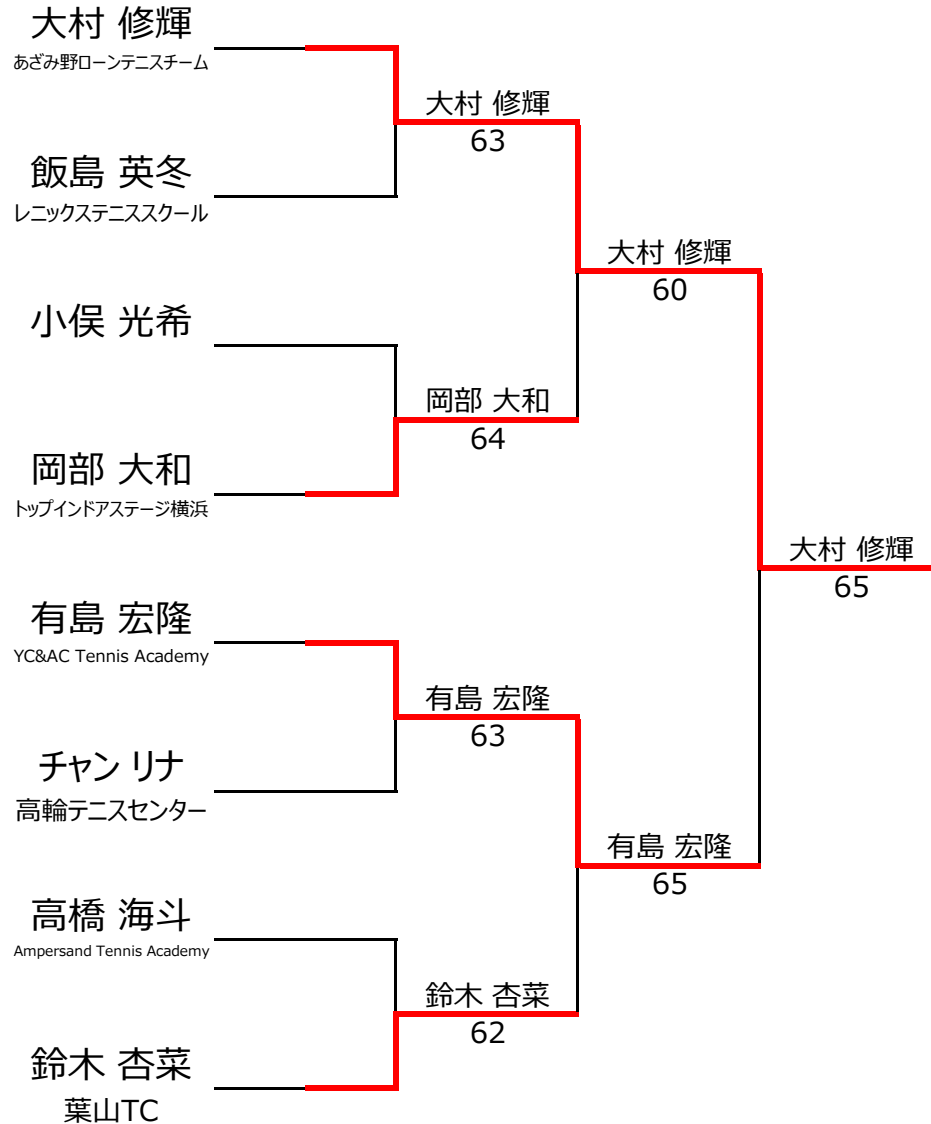 大村 修輝
あざみ野ローンテニスチーム
飯島 英冬
レニックステニススクール
小俣 光希
岡部 大和
トップインドアステージ横浜
有島 宏隆
YC&AC Tennis Academy
チャン リナ
高輪テニスセンター
高橋 海斗
Ampersand Tennis Academy
鈴木 杏菜
葉山TC
大村 修輝
63
岡部 大和
64
有島 宏隆
63
鈴木 杏菜
62
大村 修輝
60
有島 宏隆
65
大村 修輝
65